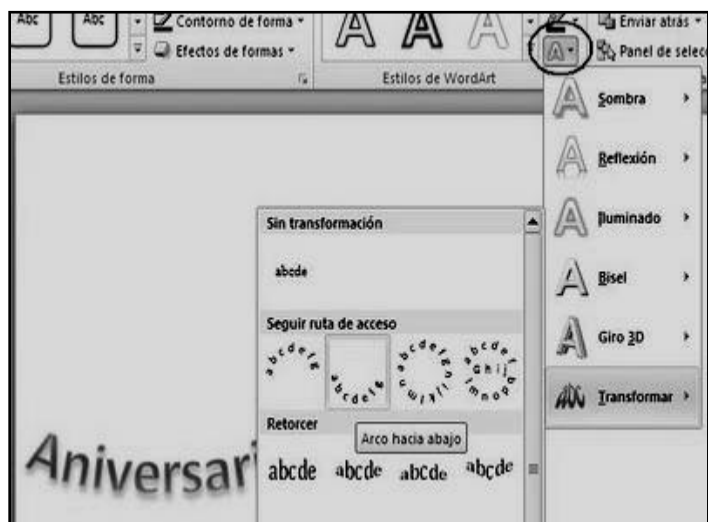 Abc Abc Contorno de forma Enviar atrás
Efectos de formas A A A A Panel de selec
Estilos de forma Estilos de WordArt
Sombra
Reflexión
Iluminado
Bisel
Giro 3D
Transformar
Sin transformación
abcde
Seguir ruta de acceso
Retorcer
Arco hacia abajo
abcde abcde abcde abcde
Aniversari